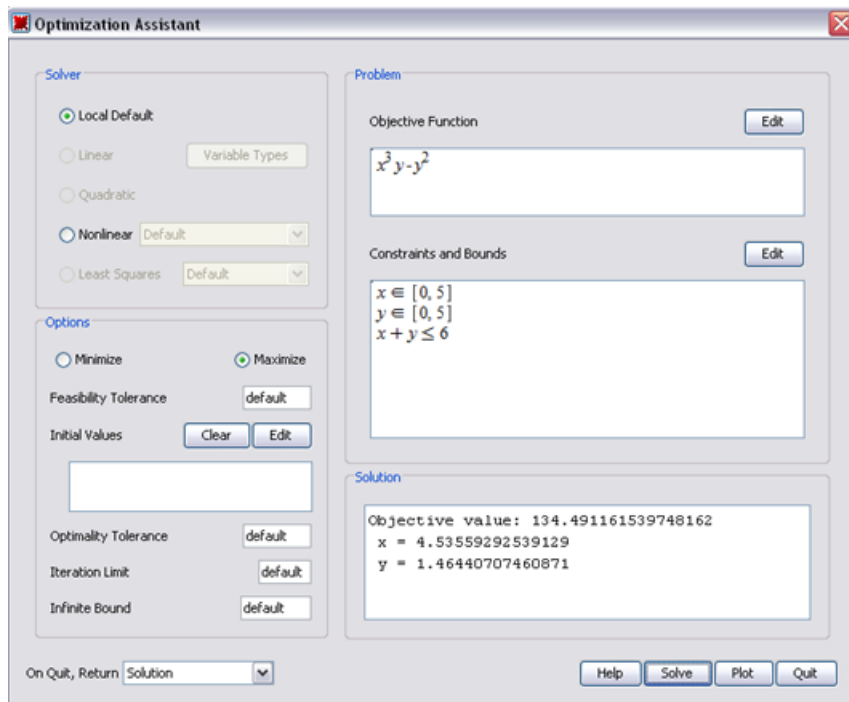 Optimization Assistant
Solver
Local Default
Linear
Variable Types
Quadratic
Nonlinear Default
Least Squares Default
Options
Minimize Maximize
Feasibility Tolerance default
Initial Values Clear Edit
Optimality Tolerance default
Iteration Limit default
Infinite Bound default
Problem
Objective Function Edit
x³ y-y²
Constraints and Bounds Edit
x ∈ [0, 5]
y ∈ [0, 5]
x + y ≤ 6
Solution
Objective value: 134.491161539748162
x = 4.53559292539129
y = 1.46440707460871
On Quit, Return Solution
Help Solve Plot Quit